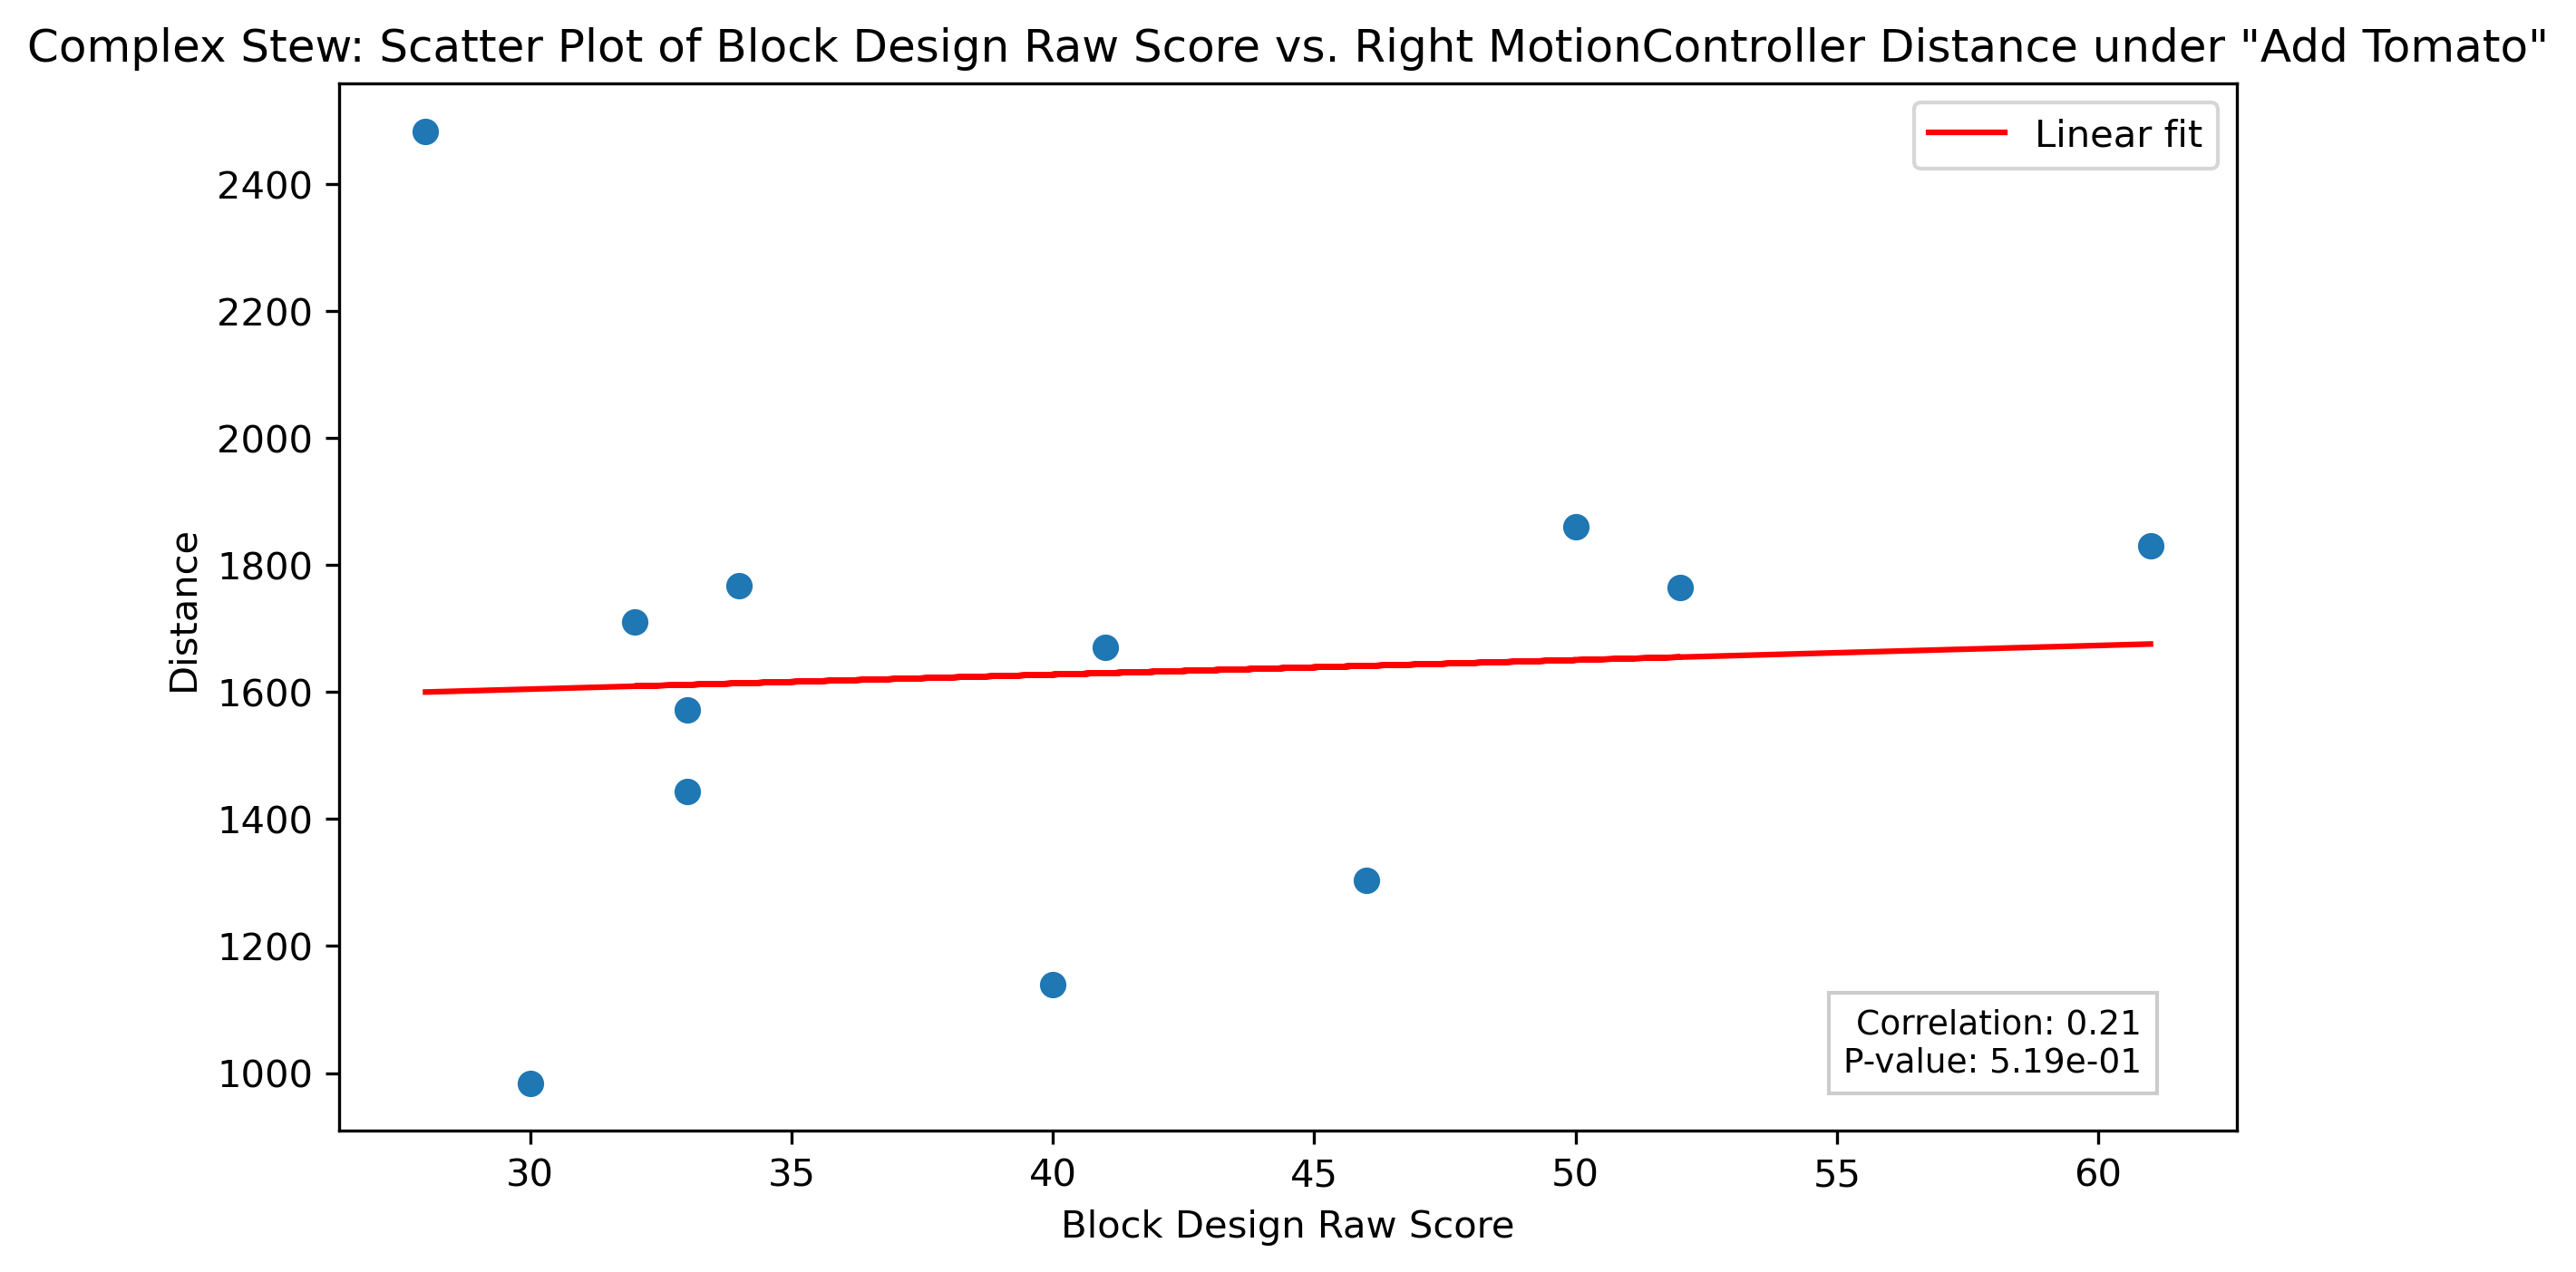 Complex Stew: Scatter Plot of Block Design Raw Score vs. Right MotionController Distance under "Add Tomato"
Linear fit
2400
2200
2000
1800
1600
1400
1200
1000
Distance
Correlation: 0.21
P-value: 5.19e-01
30 35 40 45 50 55 60
Block Design Raw Score